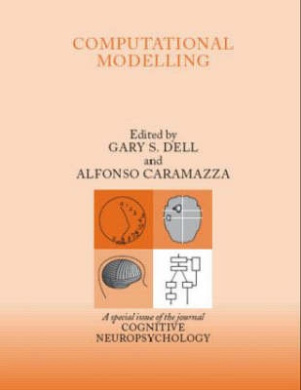 COMPUTATIONAL
MODELLING
Edited by
GARY S. DELL
and
ALFONSO CARAMAZZA
A special issue of the journal
COGNITIVE
NEUROPSYCHOLOGY